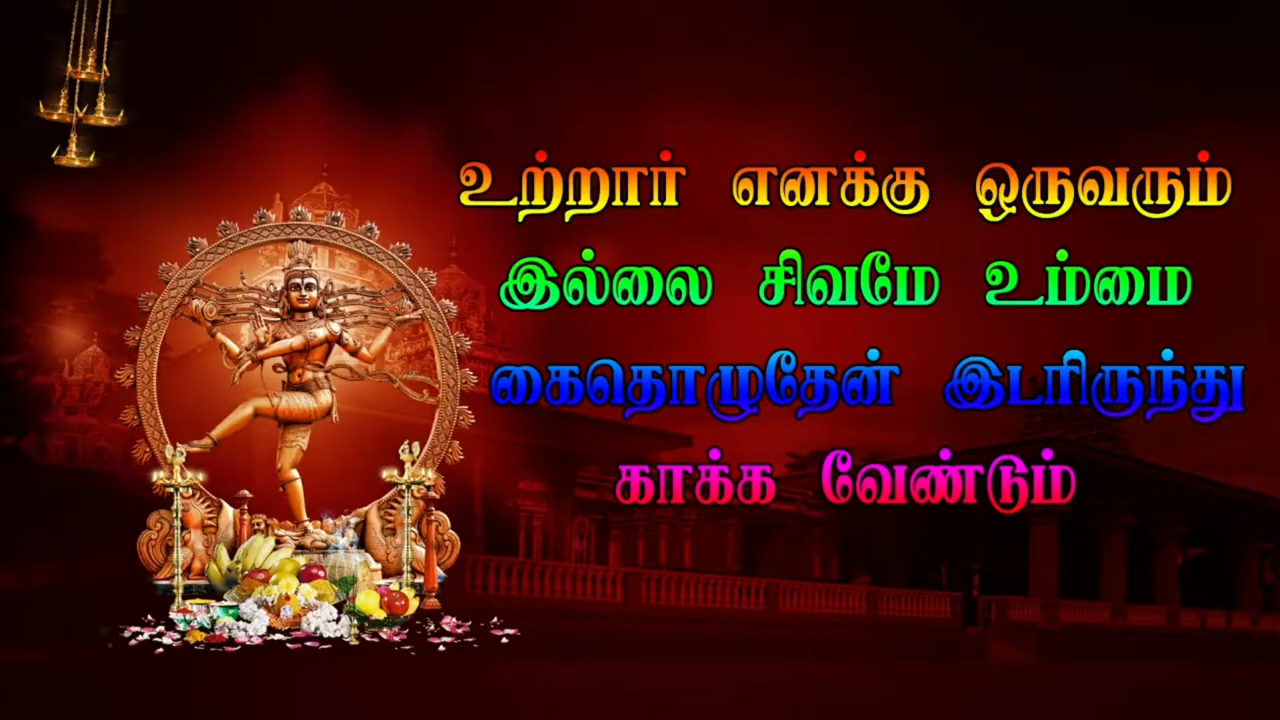 உற்றார் எனக்கு ஒருவரும்
இல்லை சிவமே உம்மை
கைதொழுதேன் இடரிருந்து
காக்க வேண்டும்